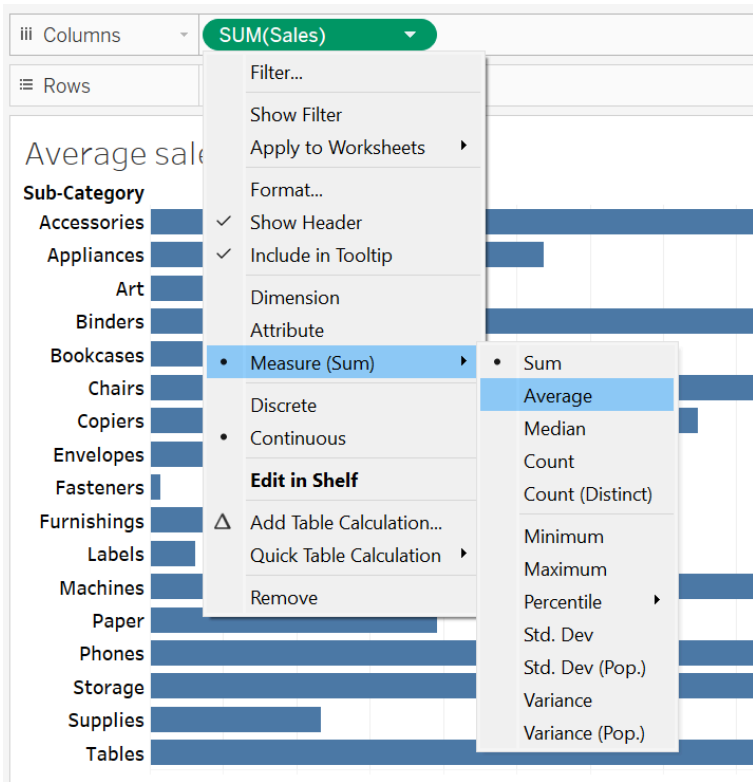 Columns
SUM(Sales)
Rows
Average sale
Sub-Category
Accessories
Appliances
Art
Binders
Bookcases
Chairs
Copiers
Envelopes
Fasteners
Furnishings
Labels
Machines
Paper
Phones
Storage
Supplies
Tables
Filter...
Show Filter
Apply to Worksheets
Format...
Show Header
Include in Tooltip
Dimension
Attribute
Measure (Sum)
Discrete
Continuous
Edit in Shelf
Add Table Calculation...
Quick Table Calculation
Remove
Sum
Average
Median
Count
Count (Distinct)
Minimum
Maximum
Percentile
Std. Dev
Std. Dev (Pop.)
Variance
Variance (Pop.)